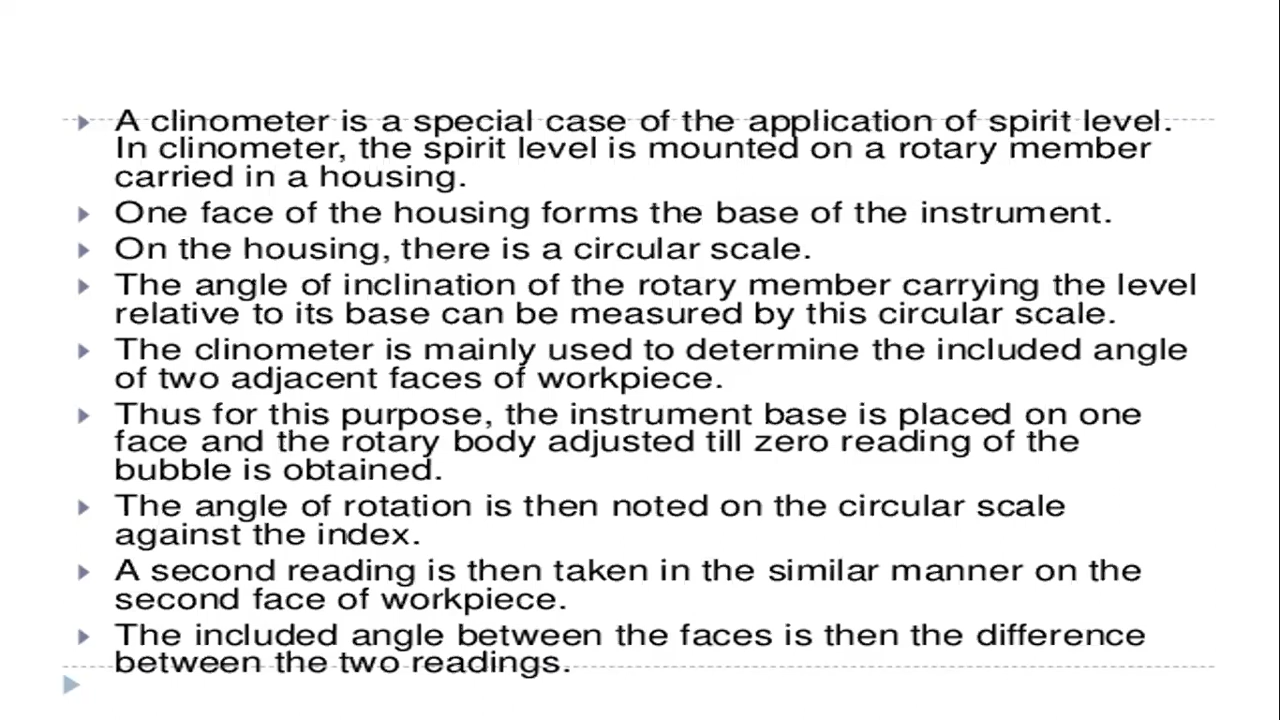 A clinometer is a special case of the application of spirit level.
In clinometer, the spirit level is mounted on a rotary member
carried in a housing.
One face of the housing forms the base of the instrument.
On the housing, there is a circular scale.
The angle of inclination of the rotary member carrying the level
relative to its base can be measured by this circular scale.
The clinometer is mainly used to determine the included angle
of two adjacent faces of workpiece.
Thus for this purpose, the instrument base is placed on one
face and the rotary body adjusted till zero reading of the
bubble is obtained.
The angle of rotation is then noted on the circular scale
against the index.
A second reading is then taken in the similar manner on the
second face of workpiece.
The included angle between the faces is then the difference
between the two readings.